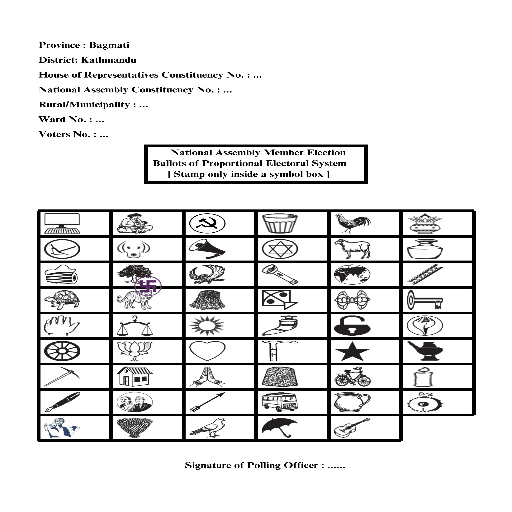 Province : Bagmati
District: Kathmandu
House of Representatives Constituency No. : ...
National Assembly Constituency No. : ...
Rural/Municipality : ...
Ward No. : ...
Voters No. : ...
National Assembly Member Election
Ballots of Proportional Electoral System
[ Stamp only inside a symbol box ]
Signature of Polling Officer : ......